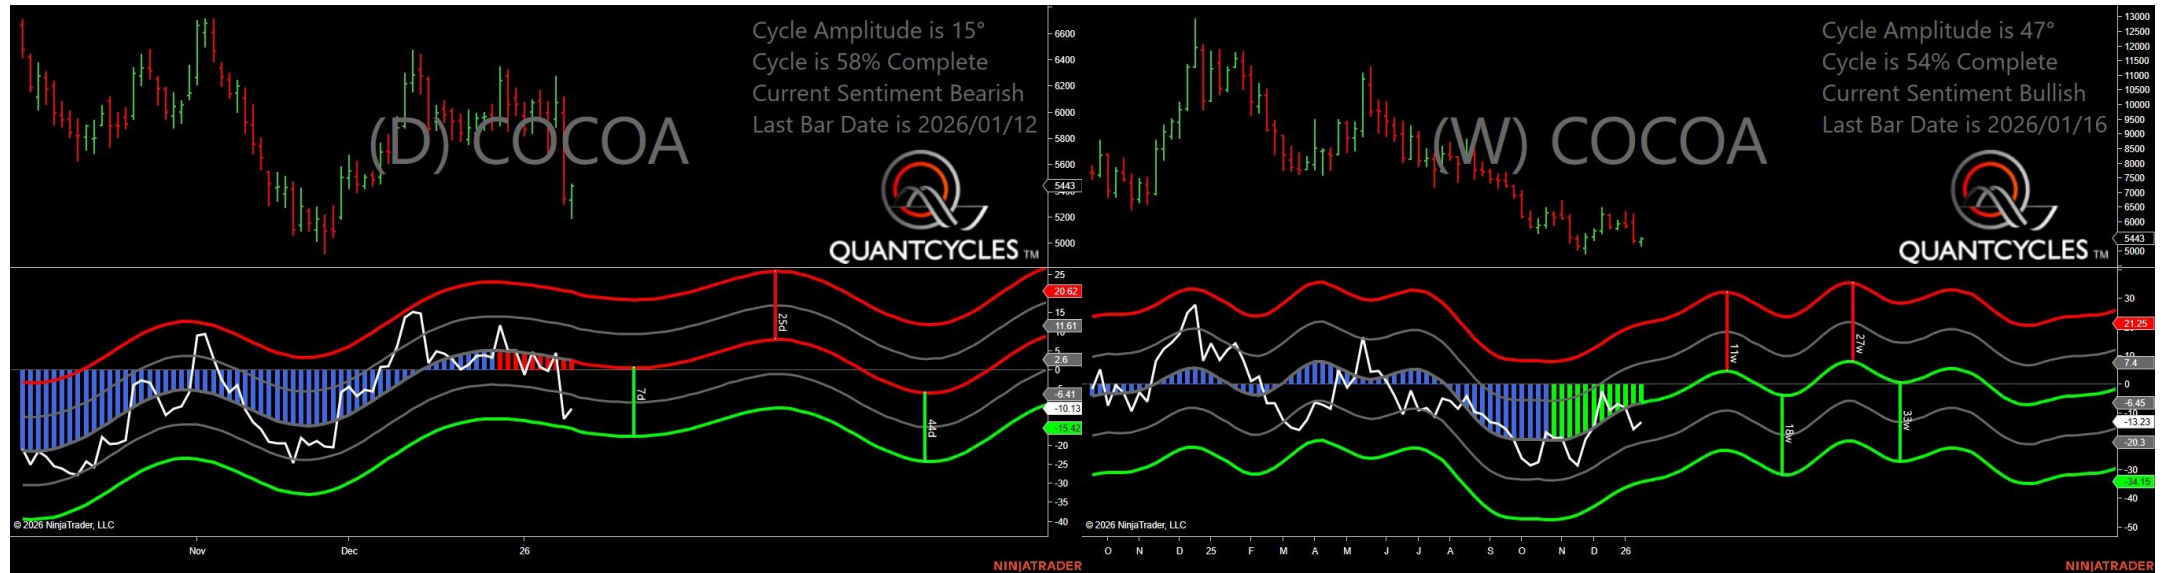 Cycle Amplitude is 15°
Cycle is 58% Complete
Current Sentiment Bearish
Last Bar Date is 2026/01/12
(D) COCOA
QUANTCYCLES TM
6600
6400
6200
6000
5800
5600
5443
5200
5000
25
20.62
15
11.61
5
2.6
0
-6.41
-10.13
-15.42
-20
-25
-30
-35
-40
25d
7d
44d
© 2026 NinjaTrader, LLC
Nov Dec 26
NINJATRADER
Cycle Amplitude is 47°
Cycle is 54% Complete
Current Sentiment Bullish
Last Bar Date is 2026/01/16
(W) COCOA
QUANTCYCLES TM
13000
12500
12000
11500
11000
10500
10000
9500
9000
8500
8000
7500
7000
6500
6000
5443
5000
30
21.25
10
7.4
0
-6.45
-10
-13.23
-20.3
-30
-34.15
-40
-50
11w
27w
18w
33w
© 2026 NinjaTrader, LLC
O N D 25 F M A M J J A S O N D 26
NINJATRADER